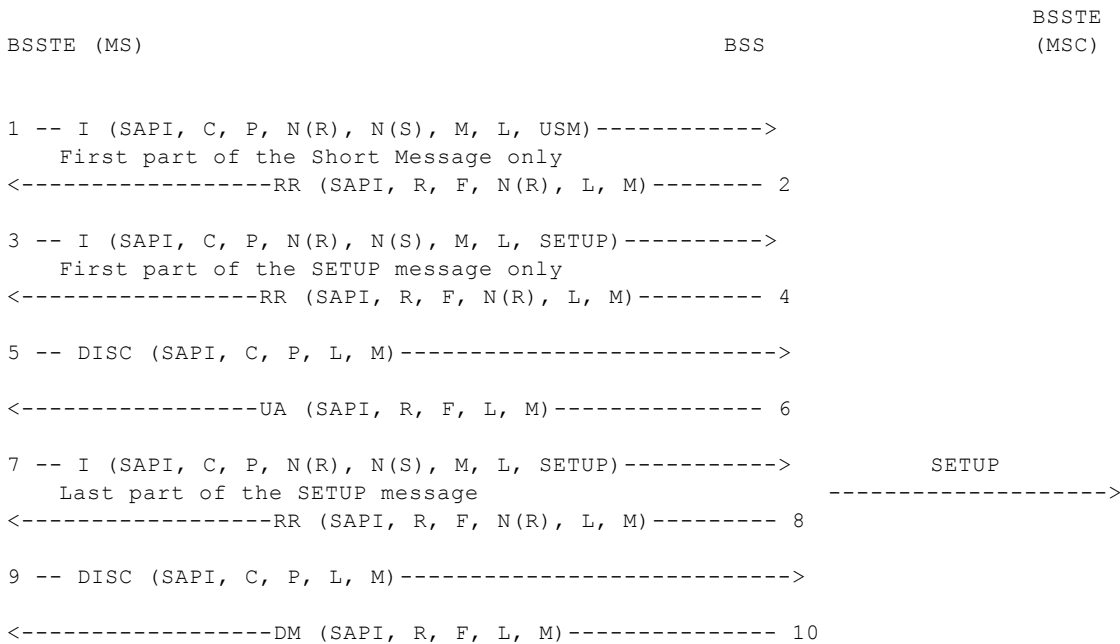 BSSTE
BSSTE (MS) BSS (MSC)
1 -- I (SAPI, C, P, N(R), N(S), M, L, USM)------------>
First part of the Short Message only
<------------------RR (SAPI, R, F, N(R), L, M)-------- 2
3 -- I (SAPI, C, P, N(R), N(S), M, L, SETUP)---------->
First part of the SETUP message only
<-----------------RR (SAPI, R, F, N(R), L, M)--------- 4
5 -- DISC (SAPI, C, P, L, M)--------------------------->
<-----------------UA (SAPI, R, F, L, M)--------------- 6
7 -- I (SAPI, C, P, N(R), N(S), M, L, SETUP)-----------> SETUP
Last part of the SETUP message -------------------->
<------------------RR (SAPI, R, F, N(R), L, M)--------- 8
9 -- DISC (SAPI, C, P, L, M)---------------------------->
<------------------DM (SAPI, R, F, L, M)--------------- 10